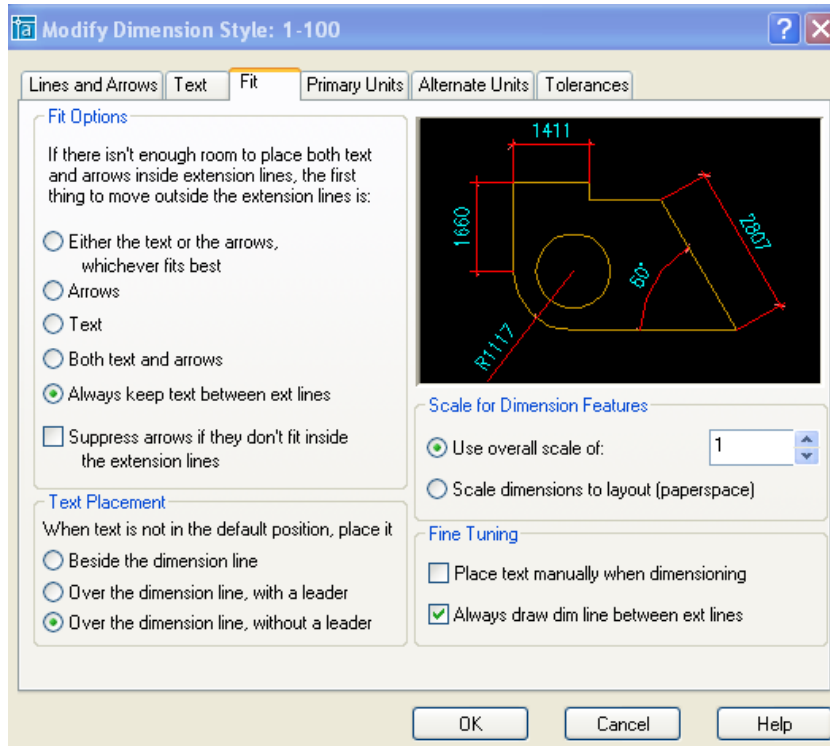 Modify Dimension Style: 1-100
Lines and Arrows Text Fit Primary Units Alternate Units Tolerances
Fit Options
If there isn't enough room to place both text
and arrows inside extension lines, the first
thing to move outside the extension lines is:
Either the text or the arrows,
whichever fits best
Arrows
Text
Both text and arrows
Always keep text between ext lines
Suppress arrows if they don't fit inside
the extension lines
Text Placement
When text is not in the default position, place it
Beside the dimension line
Over the dimension line, with a leader
Over the dimension line, without a leader
1411
1660
2807
60°
R1117
Scale for Dimension Features
Use overall scale of: 1
Scale dimensions to layout (paperspace)
Fine Tuning
Place text manually when dimensioning
Always draw dim line between ext lines
OK Cancel Help